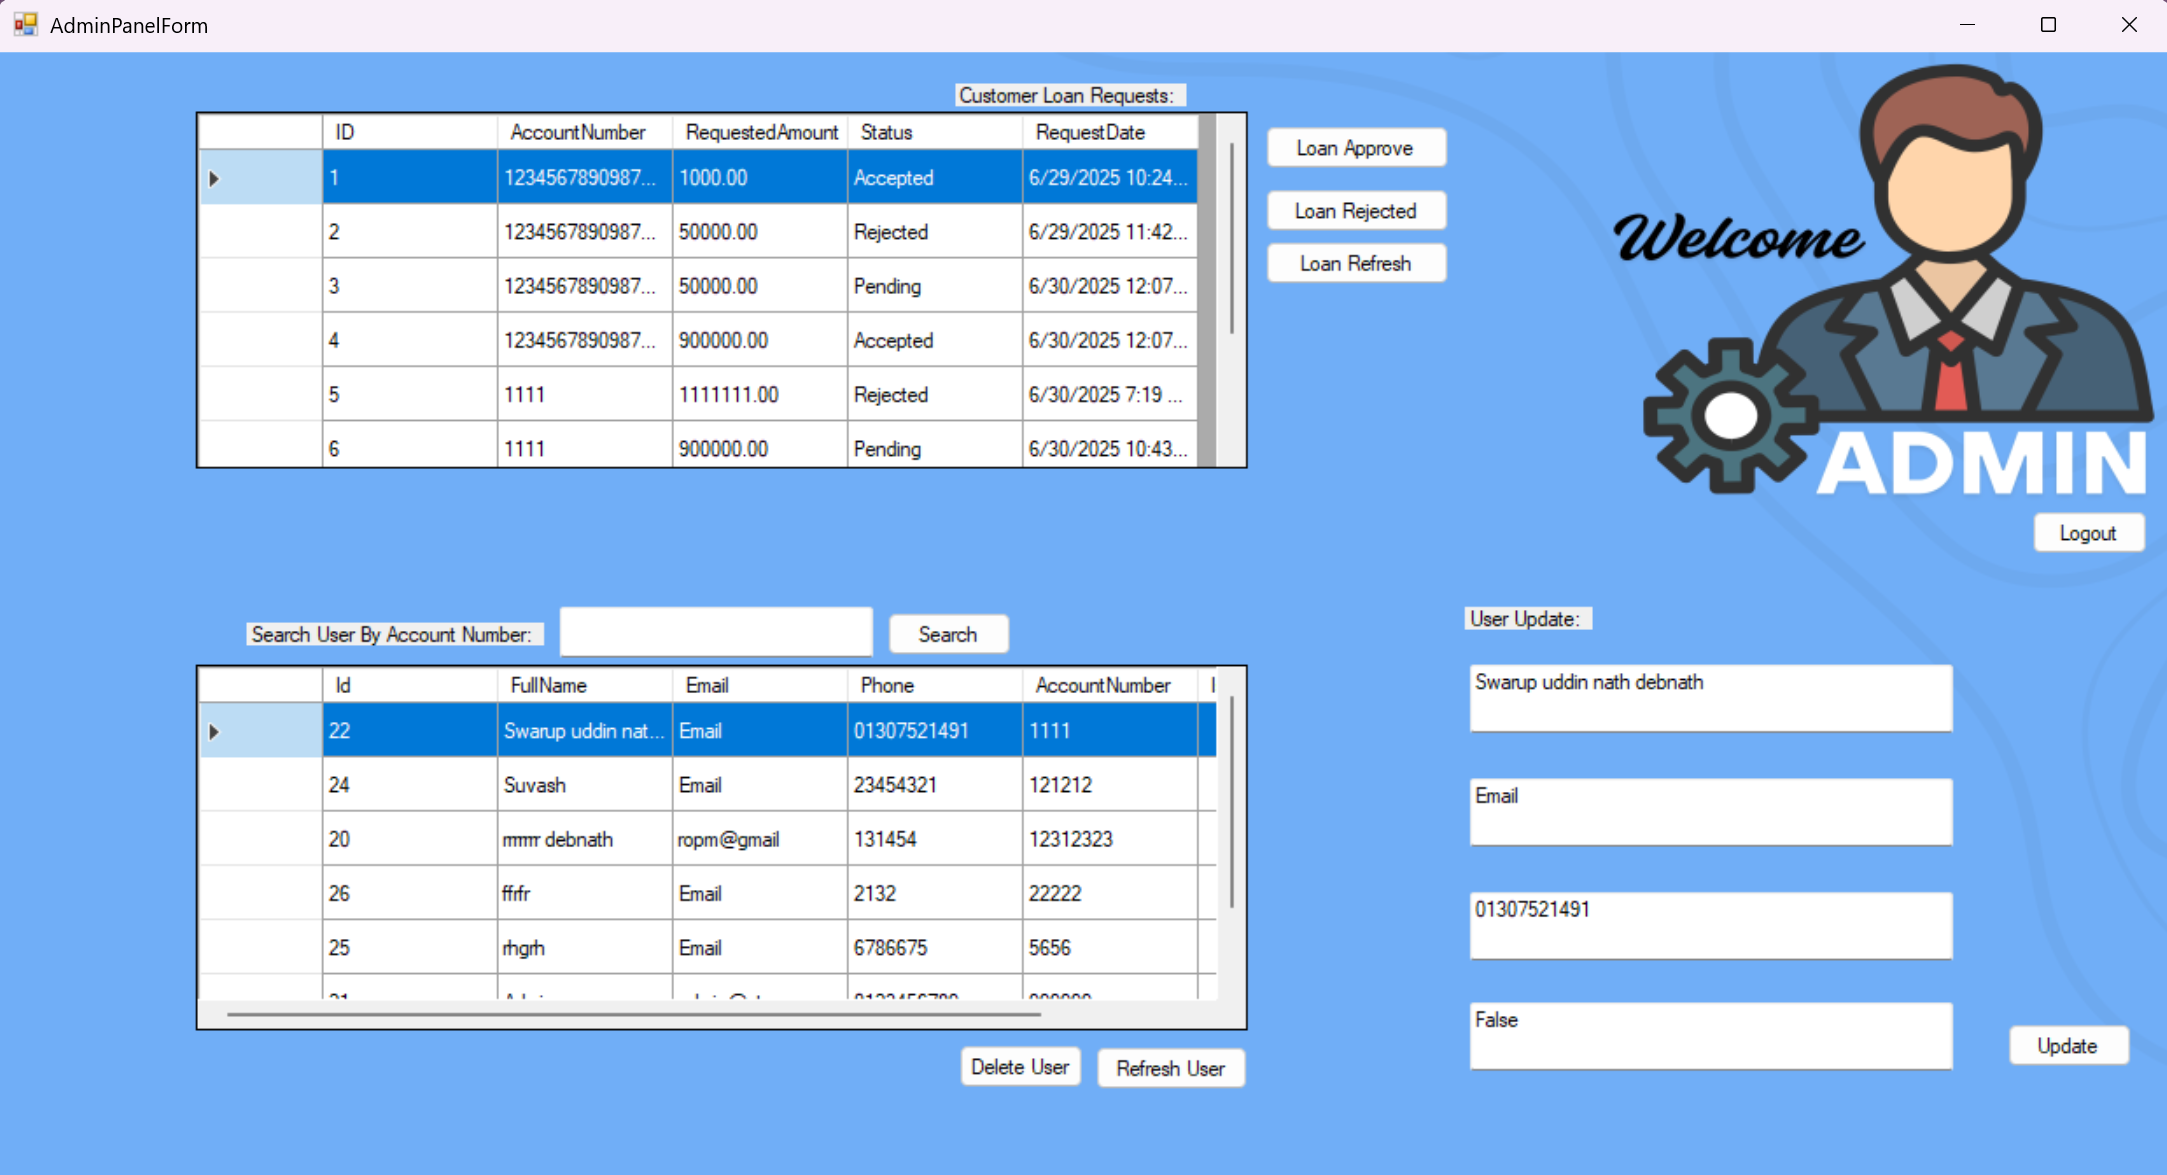 AdminPanelForm
Customer Loan Requests:
ID AccountNumber RequestedAmount Status RequestDate
1 1234567890987... 1000.00 Accepted 6/29/2025 10:24...
2 1234567890987... 50000.00 Rejected 6/29/2025 11:42...
3 1234567890987... 50000.00 Pending 6/30/2025 12:07...
4 1234567890987... 900000.00 Accepted 6/30/2025 12:07...
5 1111 1111111.00 Rejected 6/30/2025 7:19 ...
6 1111 900000.00 Pending 6/30/2025 10:43...
Loan Approve
Loan Rejected
Loan Refresh
Welcome
ADMIN
Logout
Search User By Account Number:
Search
Id FullName Email Phone AccountNumber
22 Swarup uddin nat... Email 01307521491 1111
24 Suvash Email 23454321 121212
20 rrrrrrr debnath ropm@gmail 131454 12312323
26 ffrfr Email 2132 22222
25 rhgrh Email 6786675 5656
Delete User
Refresh User
User Update:
Swarup uddin nath debnath
Email
01307521491
False
Update